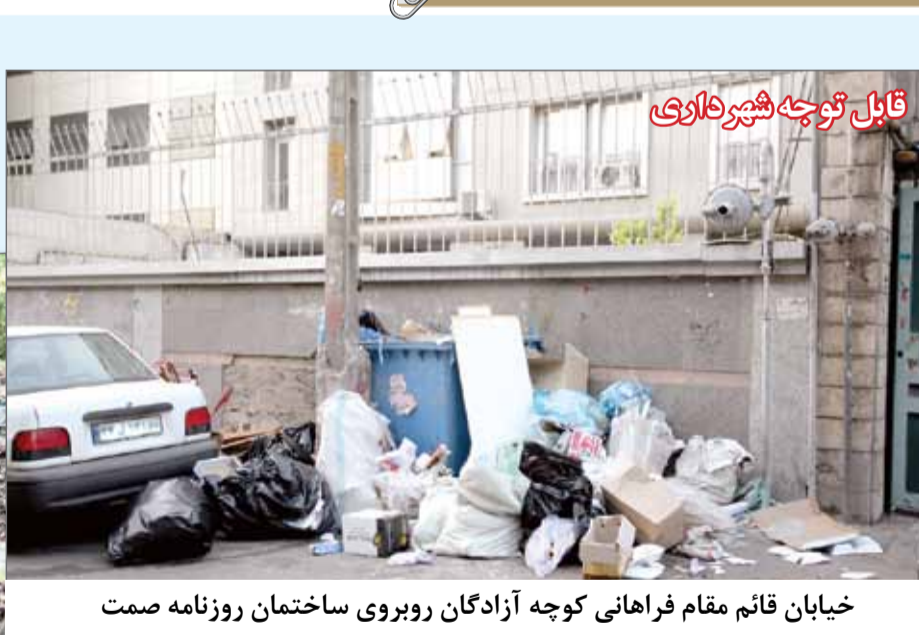 قابل توجه شهرداری
خیابان قائم مقام فراهانی کوچه آزادگان روبروی ساختمان روزنامه صمت